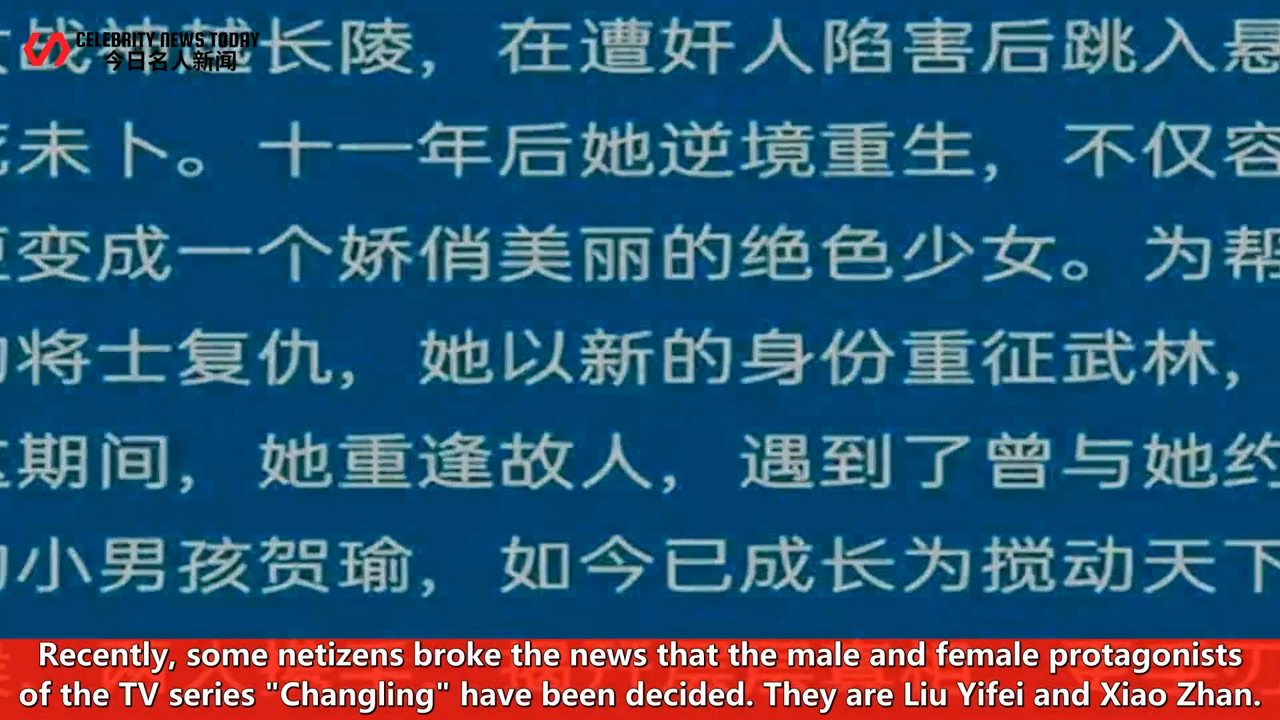 CELEBRITY NEWS TODAY
今日名人新闻
长陵，在遭奸人陷害后跳入悬
未卜。十一年后她逆境重生，不仅容
变成一个娇俏美丽的绝色少女。为帮
将士复仇，她以新的身份重征武林，
期间，她重逢故人，遇到了曾与她约
小男孩贺瑜，如今已成长为搅动天下
Recently, some netizens broke the news that the male and female protagonists
of the TV series "Changling" have been decided. They are Liu Yifei and Xiao Zhan.